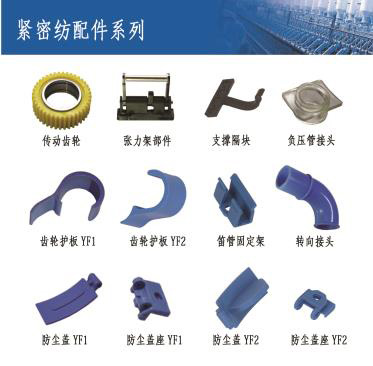 紧密纺配件系列
传动齿轮
张力架部件
支撑隔块
负压管接头
齿轮护板 YF1
齿轮护板 YF2
笛管固定架
转向接头
防尘盖 YF1
防尘盖座 YF1
防尘盖 YF2
防尘盖座 YF2